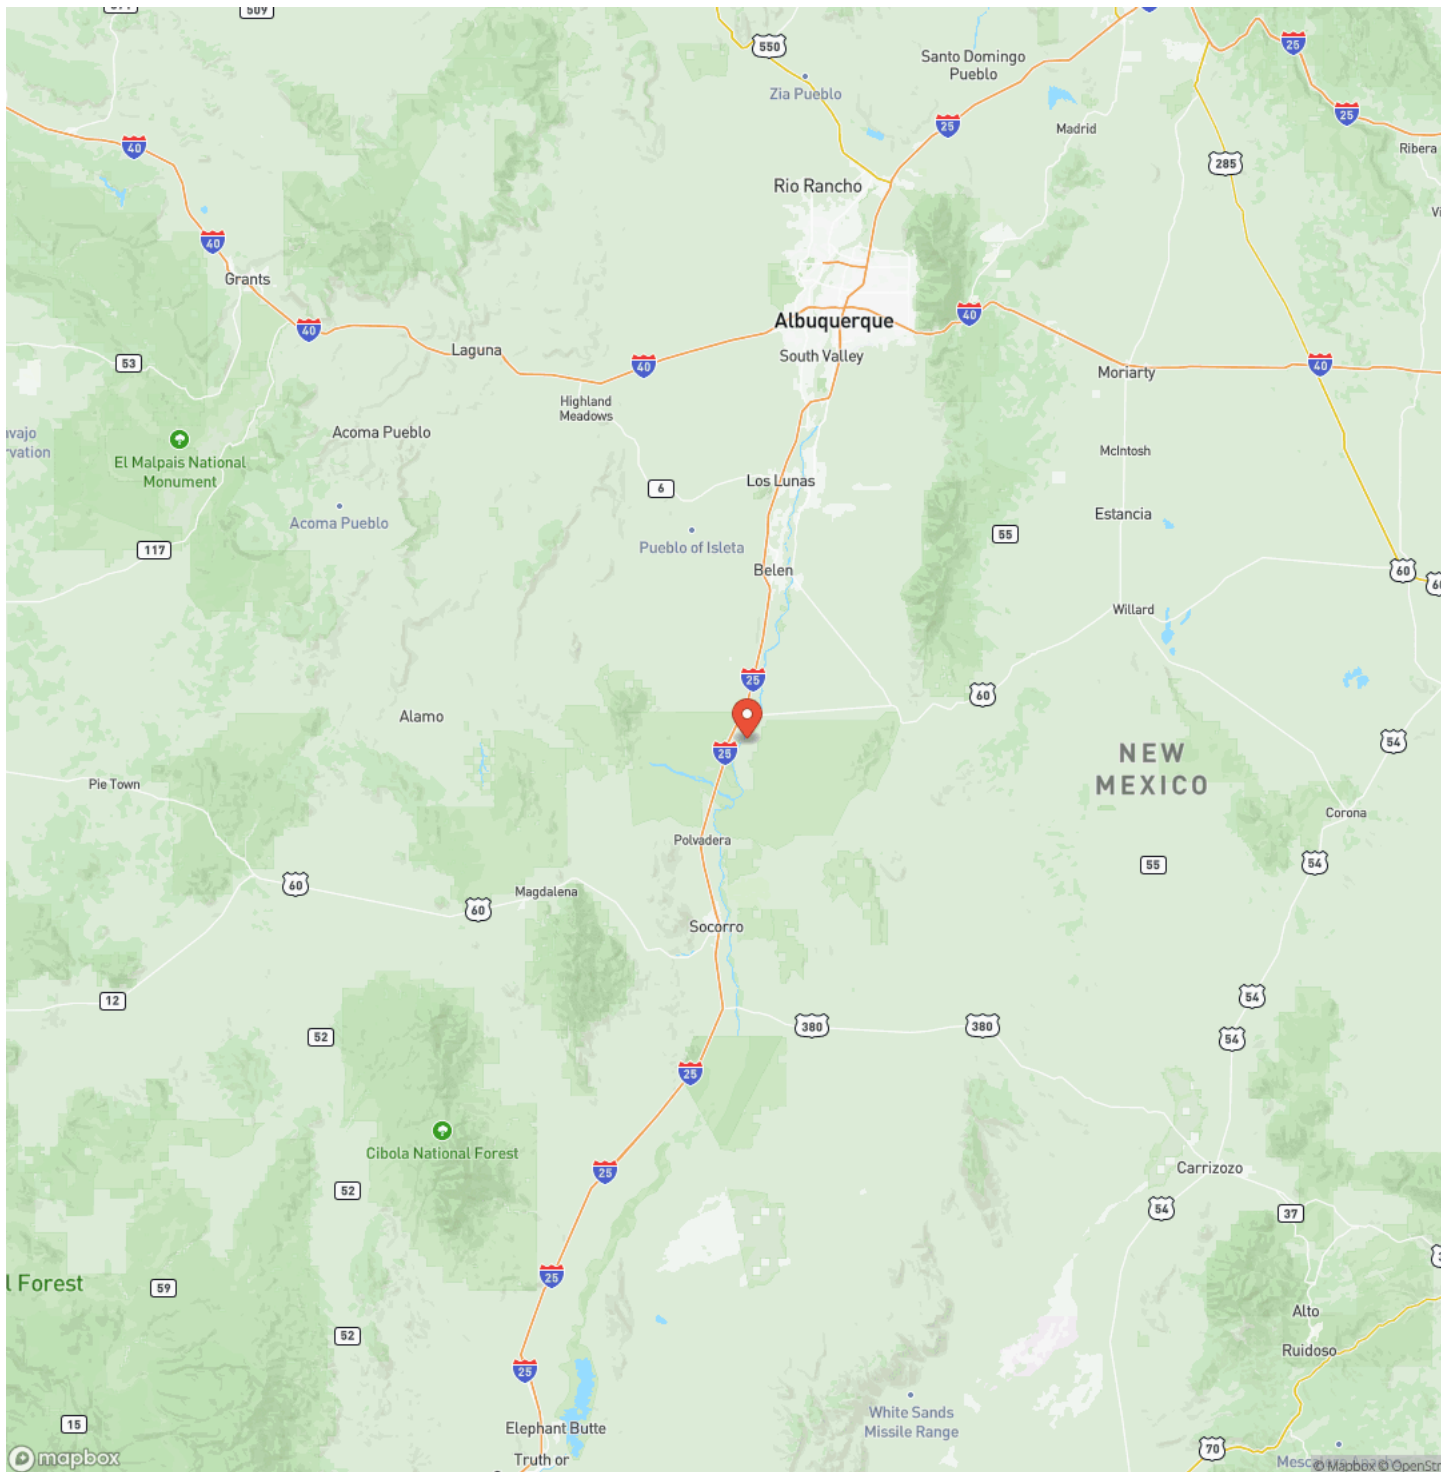 509
550
Santo Domingo
Pueblo
25
Zia Pueblo
25
25
Madrid
40
Ribera
285
Rio Rancho
40
Grants
40
Albuquerque
40
Laguna
South Valley
40
53
40
Moriarty
Highland
Meadows
Acoma Pueblo
McIntosh
El Malpais National
Monument
Los Lunas
6
Acoma Pueblo
Estancia
55
Pueblo of Isleta
117
Belen
60
Willard
25
60
Alamo
54
25
NEW
MEXICO
Pie Town
Corona
Polvadera
55
54
60
Magdalena
60
Socorro
12
54
52
380
380
54
25
Cibola National Forest
Carrizozo
25
52
54
37
25
l Forest
59
Alto
52
Ruidoso
25
White Sands
Missile Range
15
Elephant Butte
70
Truth or
mapbox
© Mapbox © OpenStr